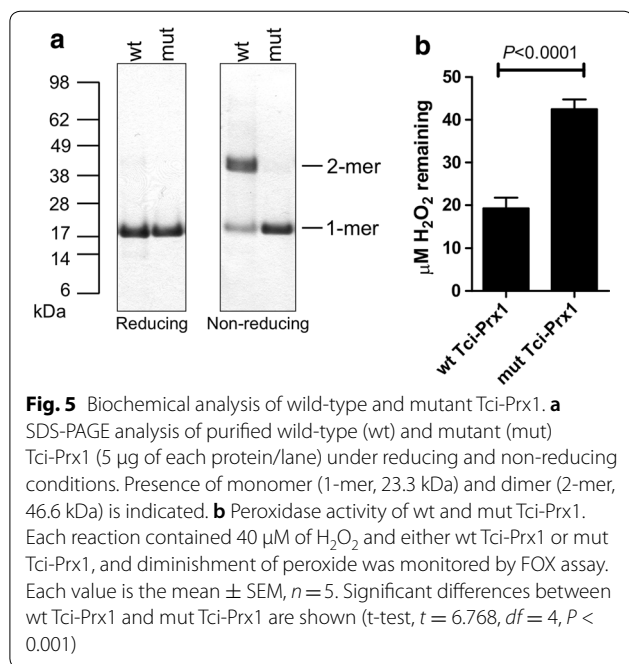 a
wt
mut
wt
mut
98
62
49
38
28
17
14
6
kDa
2-mer
1-mer
Reducing
Non-reducing
b
P<0.0001
µM H₂O₂ remaining
50
40
30
20
10
0
wt Tci-Prx1
mut Tci-Prx1
Fig. 5 Biochemical analysis of wild-type and mutant Tci-Prx1. a
SDS-PAGE analysis of purified wild-type (wt) and mutant (mut)
Tci-Prx1 (5 µg of each protein/lane) under reducing and non-reducing
conditions. Presence of monomer (1-mer, 23.3 kDa) and dimer (2-mer,
46.6 kDa) is indicated. b Peroxidase activity of wt and mut Tci-Prx1.
Each reaction contained 40 µM of H₂O₂ and either wt Tci-Prx1 or mut
Tci-Prx1, and diminishment of peroxide was monitored by FOX assay.
Each value is the mean ± SEM, n = 5. Significant differences between
wt Tci-Prx1 and mut Tci-Prx1 are shown (t-test, t = 6.768, df = 4, P <
0.001)